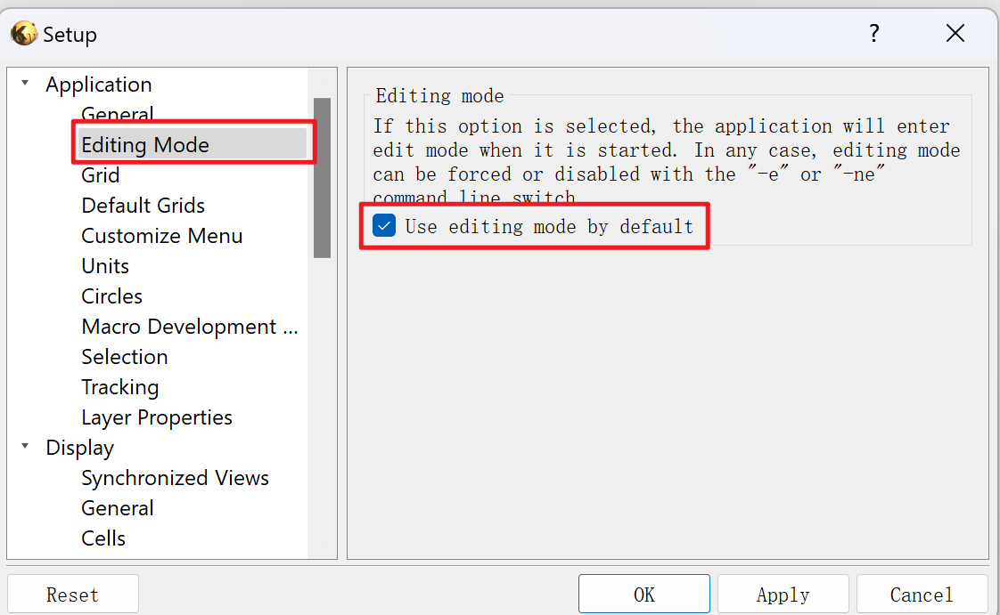 Setup
?
Application
General
Editing Mode
Grid
Default Grids
Customize Menu
Units
Circles
Macro Development ...
Selection
Tracking
Layer Properties
Display
Synchronized Views
General
Cells
Editing mode
If this option is selected, the application will enter
edit mode when it is started. In any case, editing mode
can be forced or disabled with the "-e" or "-ne"
command line switch
Use editing mode by default
Reset
OK
Apply
Cancel